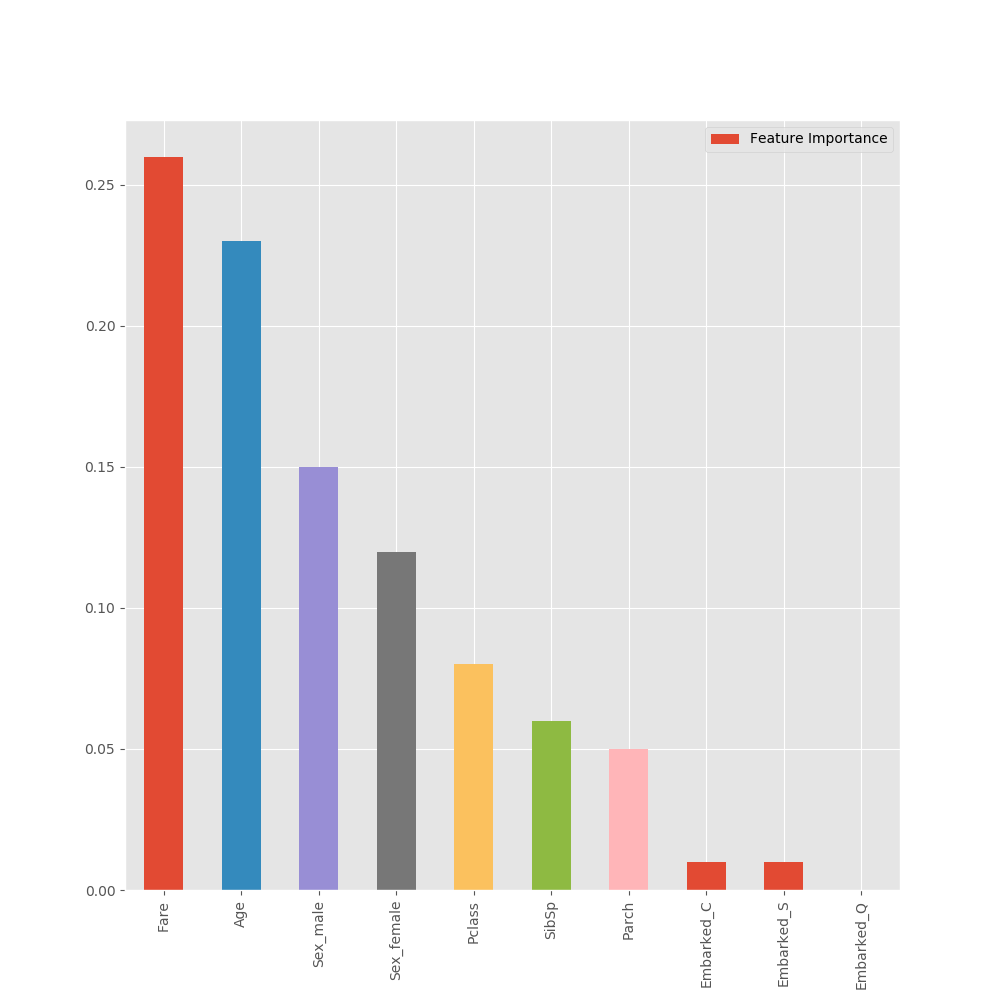 Feature Importance
0.25
0.20
0.15
0.10
0.05
0.00
Fare
Age
Sex_male
Sex_female
Pclass
SibSp
Parch
Embarked_C
Embarked_S
Embarked_Q